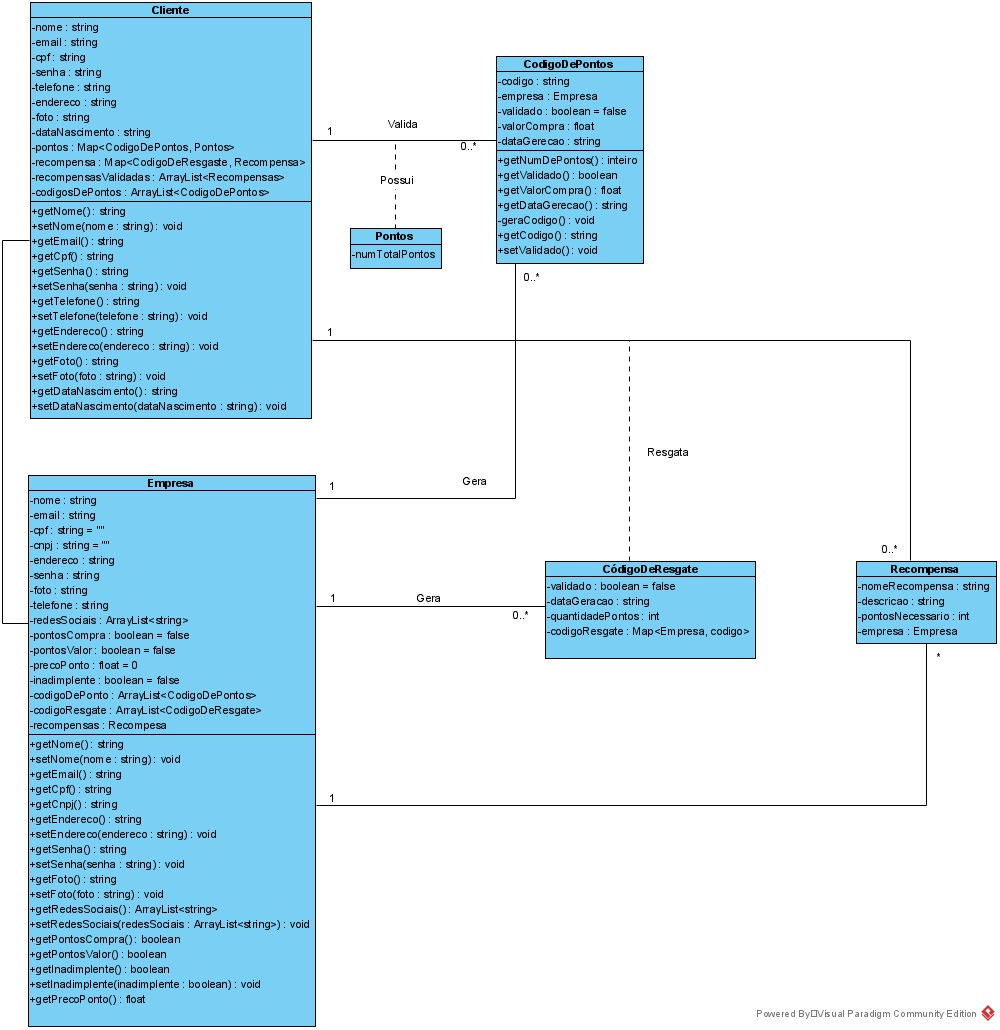 Cliente
-nome : string
-email : string
-cpf : string
-senha : string
-telefone : string
-endereco : string
-foto : string
-dataNascimento : string
-pontos : Map<CodigoDePontos, Pontos>
-recompensa : Map<CodigoDeResgaste, Recompensa>
-recompensasValidadas : ArrayList<Recompensas>
-codigosDePontos : ArrayList<CodigoDePontos>
+getNome() : string
+setNome(nome : string) : void
+getEmail() : string
+getCpf() : string
+getSenha() : string
+setSenha(senha : string) : void
+getTelefone() : string
+setTelefone(telefone : string) : void
+getEndereco() : string
+setEndereco(endereco : string) : void
+getFoto() : string
+setFoto(foto : string) : void
+getDataNascimento() : string
+setDataNascimento(dataNascimento : string) : void
1
Valida
0..*
Possui
Pontos
-numTotalPontos
CodigoDePontos
-codigo : string
-empresa : Empresa
-validado : boolean = false
-valorCompra : float
-dataGerecao : string
+getNumDePontos() : inteiro
+getValidado() : boolean
+getValorCompra() : float
+getDataGerecao() : string
-geraCodigo() : void
+getCodigo() : string
+setValidado() : void
0..*
1
Resgata
0..*
1
Gera
Empresa
-nome : string
-email : string
-cpf : string = ""
-cnpj : string = ""
-endereco : string
-senha : string
-foto : string
-telefone : string
-redesSociais : ArrayList<string>
-pontosCompra : boolean = false
-pontosValor : boolean = false
-precoPonto : float = 0
-inadimplente : boolean = false
-codigoDePonto : ArrayList<CodigoDePontos>
-codigoResgate : ArrayList<CodigoDeResgate>
-recompensas : Recompesa
+getNome() : string
+setNome(nome : string) : void
+getEmail() : string
+getCpf() : string
+getCnpj() : string
+getEndereco() : string
+setEndereco(endereco : string) : void
+getSenha() : string
+setSenha(senha : string) : void
+getFoto() : string
+setFoto(foto : string) : void
+getRedesSociais() : ArrayList<string>
+setRedesSociais(redesSociais : ArrayList<string>) : void
+getPontosCompra() : boolean
+getPontosValor() : boolean
+getInadimplente() : boolean
+setInadimplente(inadimplente : boolean) : void
+getPrecoPonto() : float
1
Gera
0..*
CódigoDeResgate
-validado : boolean = false
-dataGeracao : string
-quantidadePontos : int
-codigoResgate : Map<Empresa, codigo>
Recompensa
-nomeRecompensa : string
-descricao : string
-pontosNecessario : int
-empresa : Empresa
*
1
Powered By Visual Paradigm Community Edition